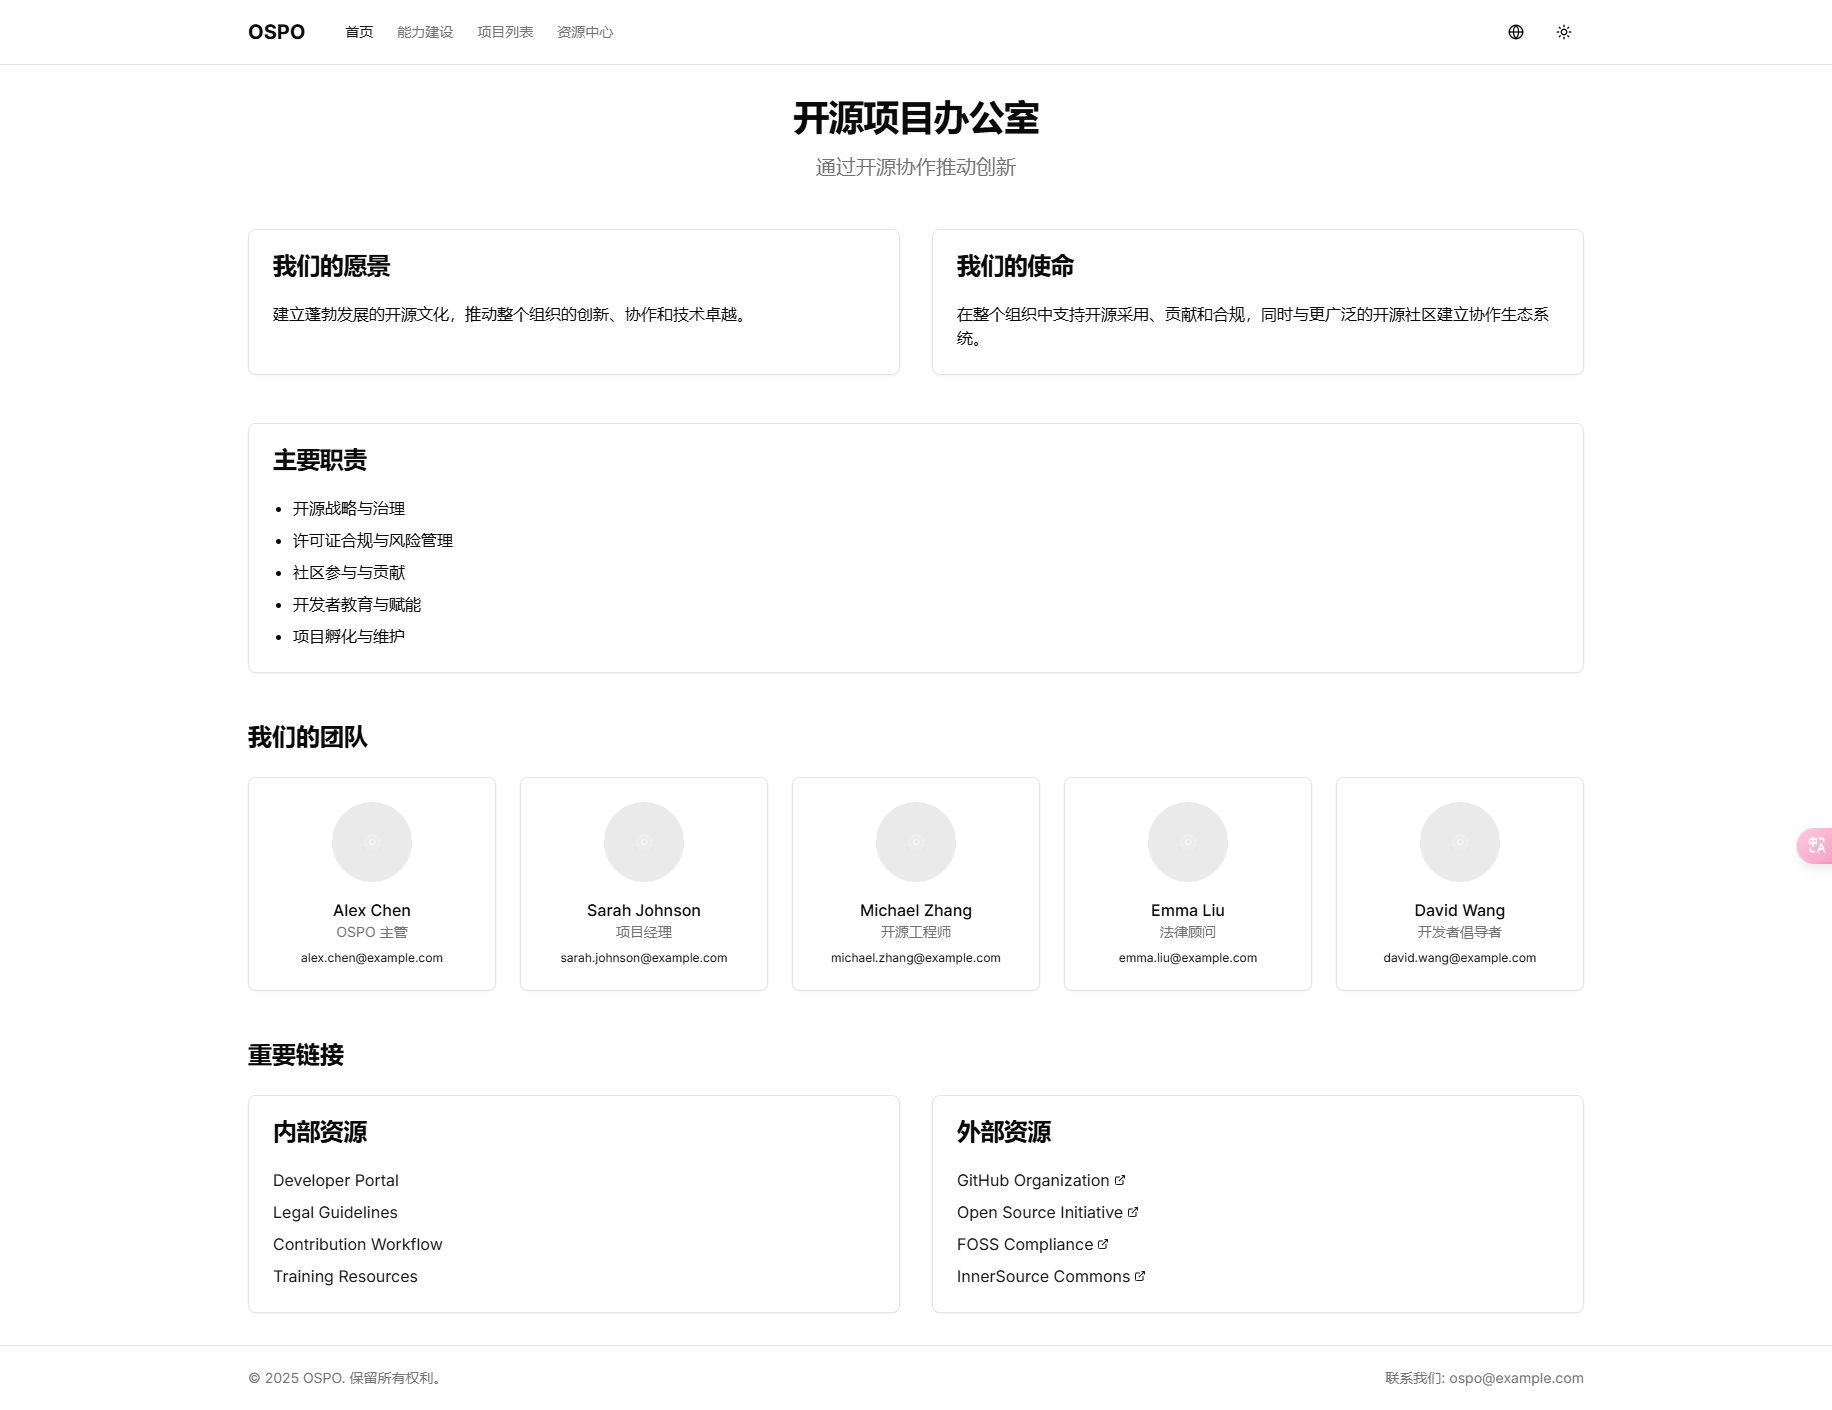 OSPO 首页 能力建设 项目列表 资源中心
开源项目办公室
通过开源协作推动创新
我们的愿景
建立蓬勃发展的开源文化，推动整个组织的创新、协作和技术卓越。
我们的使命
在整个组织中支持开源采用、贡献和合规，同时与更广泛的开源社区建立协作生态系
统。
主要职责
开源战略与治理
许可证合规与风险管理
社区参与与贡献
开发者教育与赋能
项目孵化与维护
我们的团队
Alex Chen
OSPO 主管
alex.chen@example.com
Sarah Johnson
项目经理
sarah.johnson@example.com
Michael Zhang
开源工程师
michael.zhang@example.com
Emma Liu
法律顾问
emma.liu@example.com
David Wang
开发者倡导者
david.wang@example.com
重要链接
内部资源
Developer Portal
Legal Guidelines
Contribution Workflow
Training Resources
外部资源
GitHub Organization
Open Source Initiative
FOSS Compliance
InnerSource Commons
© 2025 OSPO. 保留所有权利。
联系我们: ospo@example.com